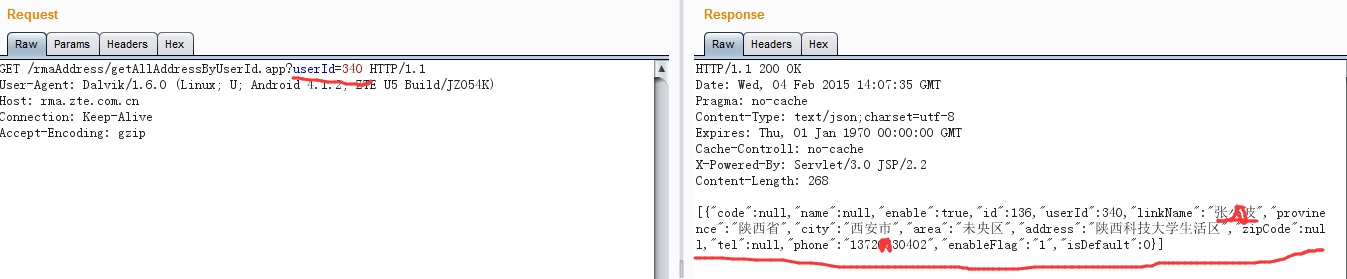 Request
Raw Params Headers Hex
GET /rmaAddress/getAllAddressByUserId.app?userId=340 HTTP/1.1
User-Agent: Dalvik/1.6.0 (Linux; U; Android 4.1.2; ZTE U5 Build/JZO54K)
Host: rma.zte.com.cn
Connection: Keep-Alive
Accept-Encoding: gzip
Response
Raw Headers Hex
HTTP/1.1 200 OK
Date: Wed, 04 Feb 2015 14:07:35 GMT
Pragma: no-cache
Content-Type: text/json;charset=utf-8
Expires: Thu, 01 Jan 1970 00:00:00 GMT
Cache-Controll: no-cache
X-Powered-By: Servlet/3.0 JSP/2.2
Content-Length: 268
[{"code":null,"name":null,"enable":true,"id":136,"userId":340,"linkName":"张波","provine
nce":"陕西省","city":"西安市","area":"未央区","address":"陕西科技大学生活区","zipCode":nul
l,"tel":null,"phone":"1372030402","enableFlag":"1","isDefault":0}]